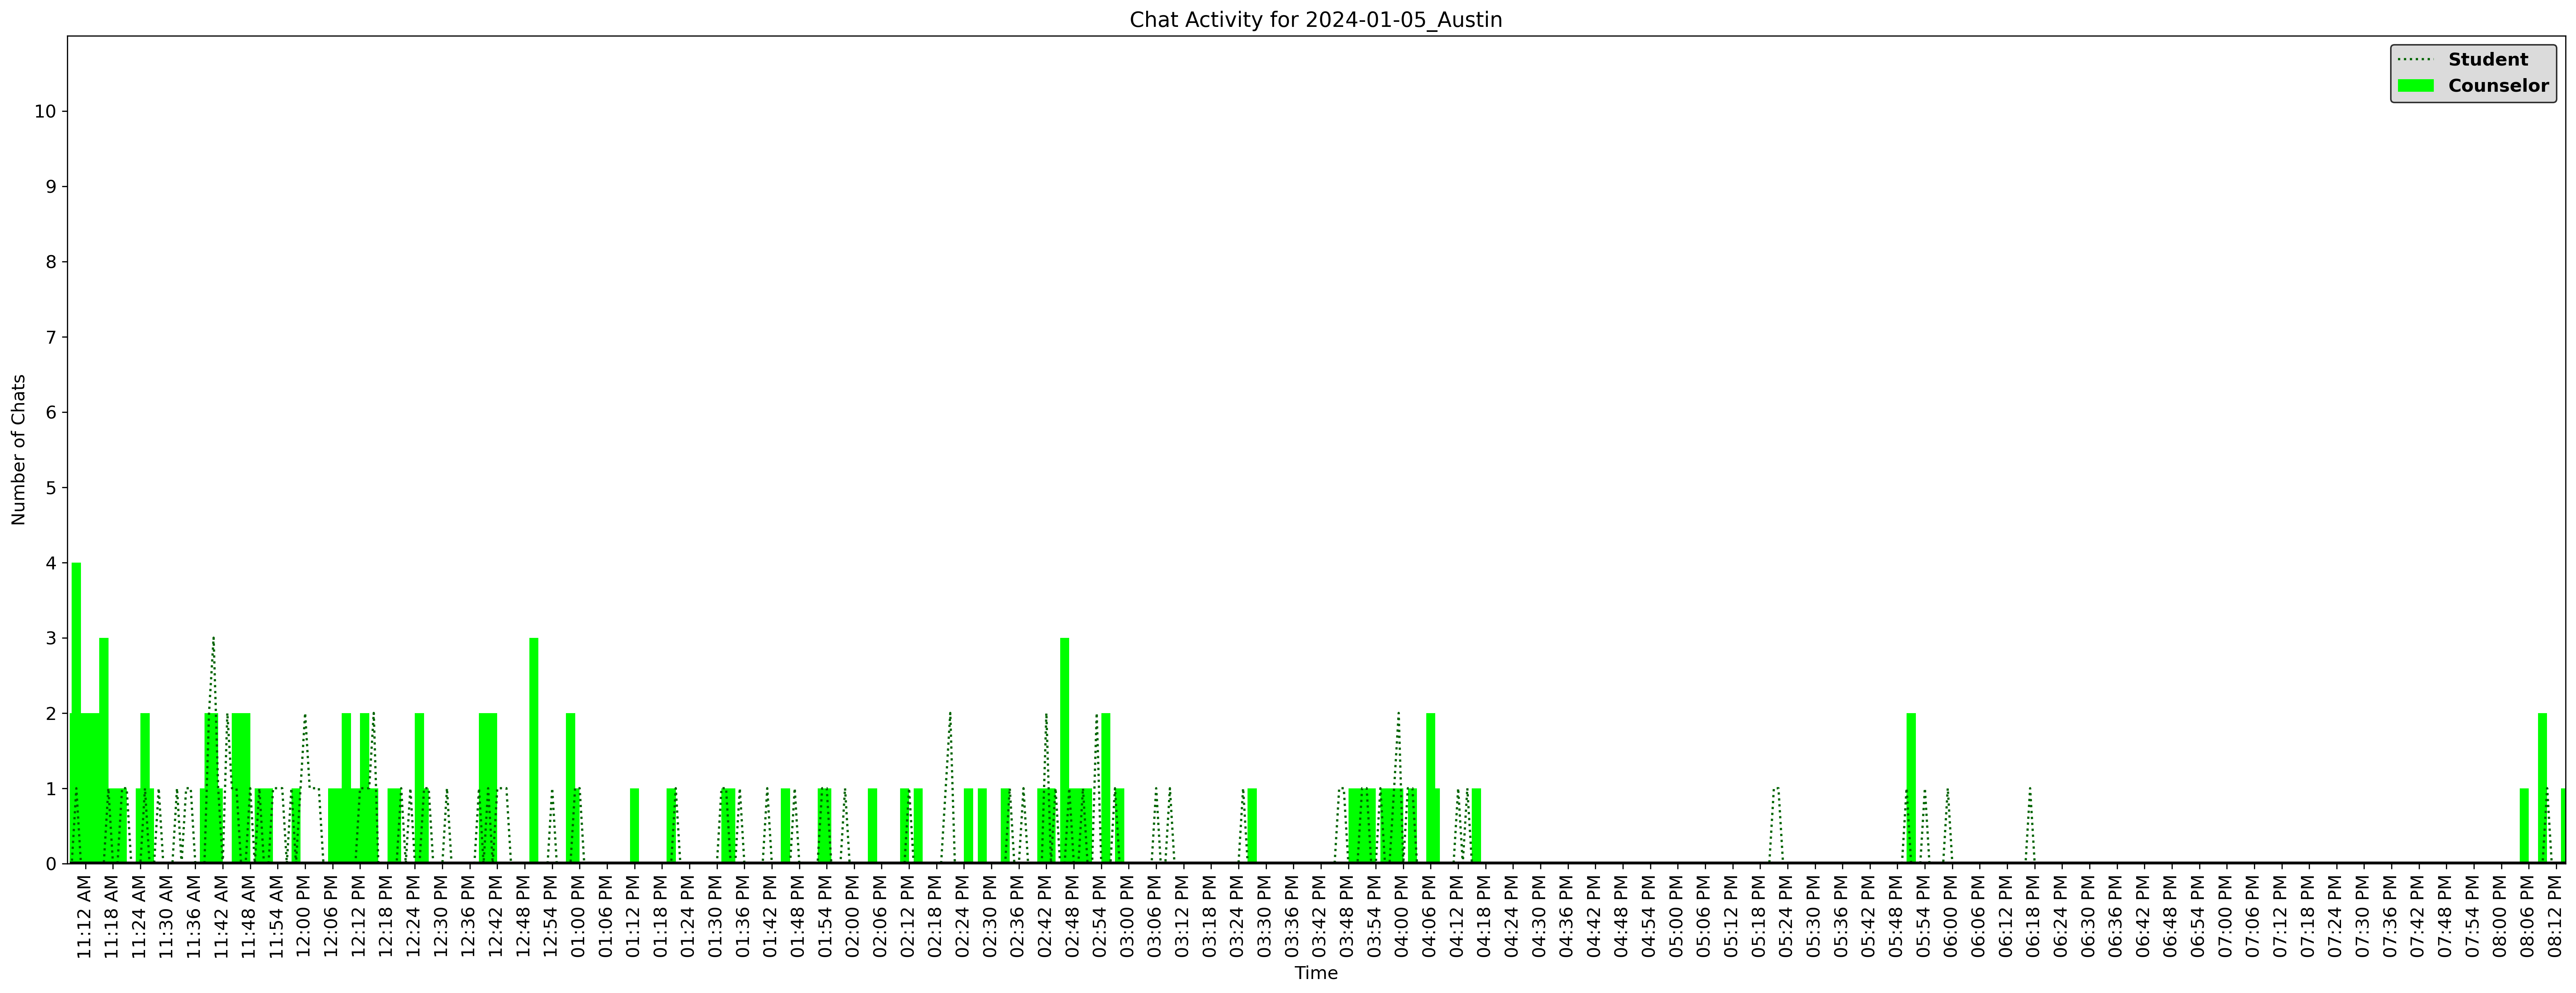 Chat Activity for 2024-01-05_Austin
Student
Counselor
Number of Chats
10
9
8
7
6
5
4
3
2
1
0
11:12 AM
11:18 AM
11:24 AM
11:30 AM
11:36 AM
11:42 AM
11:48 AM
11:54 AM
12:00 PM
12:06 PM
12:12 PM
12:18 PM
12:24 PM
12:30 PM
12:36 PM
12:42 PM
12:48 PM
12:54 PM
01:00 PM
01:06 PM
01:12 PM
01:18 PM
01:24 PM
01:30 PM
01:36 PM
01:42 PM
01:48 PM
01:54 PM
02:00 PM
02:06 PM
02:12 PM
02:18 PM
02:24 PM
02:30 PM
02:36 PM
02:42 PM
02:48 PM
02:54 PM
03:00 PM
03:06 PM
03:12 PM
03:18 PM
03:24 PM
03:30 PM
03:36 PM
03:42 PM
03:48 PM
03:54 PM
04:00 PM
04:06 PM
04:12 PM
04:18 PM
04:24 PM
04:30 PM
04:36 PM
04:42 PM
04:48 PM
04:54 PM
05:00 PM
05:06 PM
05:12 PM
05:18 PM
05:24 PM
05:30 PM
05:36 PM
05:42 PM
05:48 PM
05:54 PM
06:00 PM
06:06 PM
06:12 PM
06:18 PM
06:24 PM
06:30 PM
06:36 PM
06:42 PM
06:48 PM
06:54 PM
07:00 PM
07:06 PM
07:12 PM
07:18 PM
07:24 PM
07:30 PM
07:36 PM
07:42 PM
07:48 PM
07:54 PM
08:00 PM
08:06 PM
08:12 PM
Time